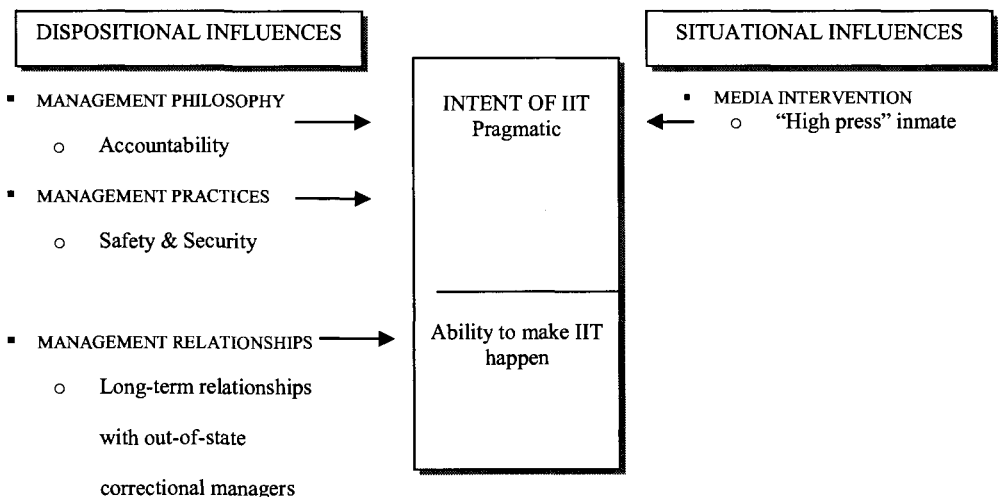 DISPOSITIONAL INFLUENCES
▪ MANAGEMENT PHILOSOPHY
o Accountability
▪ MANAGEMENT PRACTICES
o Safety & Security
▪ MANAGEMENT RELATIONSHIPS
o Long-term relationships
with out-of-state
correctional managers
INTENT OF IIT
Pragmatic
Ability to make IIT
happen
SITUATIONAL INFLUENCES
▪ MEDIA INTERVENTION
o “High press” inmate